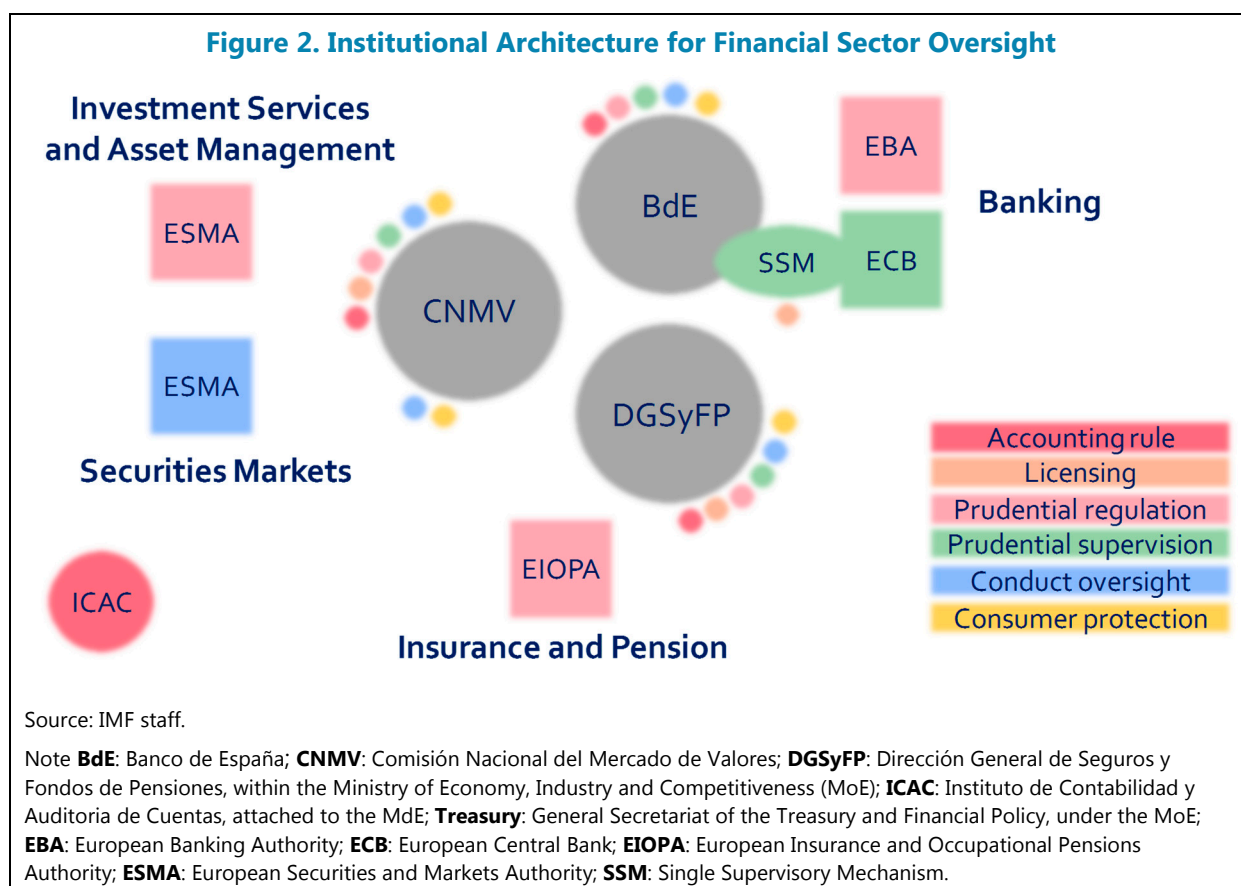 Figure 2. Institutional Architecture for Financial Sector Oversight
Investment Services
and Asset Management
ESMA
ESMA
Securities Markets
CNMV
BdE
SSM
EBA
ECB
Banking
DGSyFP
EIOPA
Insurance and Pension
ICAC
Accounting rule
Licensing
Prudential regulation
Prudential supervision
Conduct oversight
Consumer protection
Source: IMF staff.
Note BdE: Banco de España; CNMV: Comisión Nacional del Mercado de Valores; DGSyFP: Dirección General de Seguros y
Fondos de Pensiones, within the Ministry of Economy, Industry and Competitiveness (MoE); ICAC: Instituto de Contabilidad y
Auditoria de Cuentas, attached to the MdE; Treasury: General Secretariat of the Treasury and Financial Policy, under the MoE;
EBA: European Banking Authority; ECB: European Central Bank; EIOPA: European Insurance and Occupational Pensions
Authority; ESMA: European Securities and Markets Authority; SSM: Single Supervisory Mechanism.